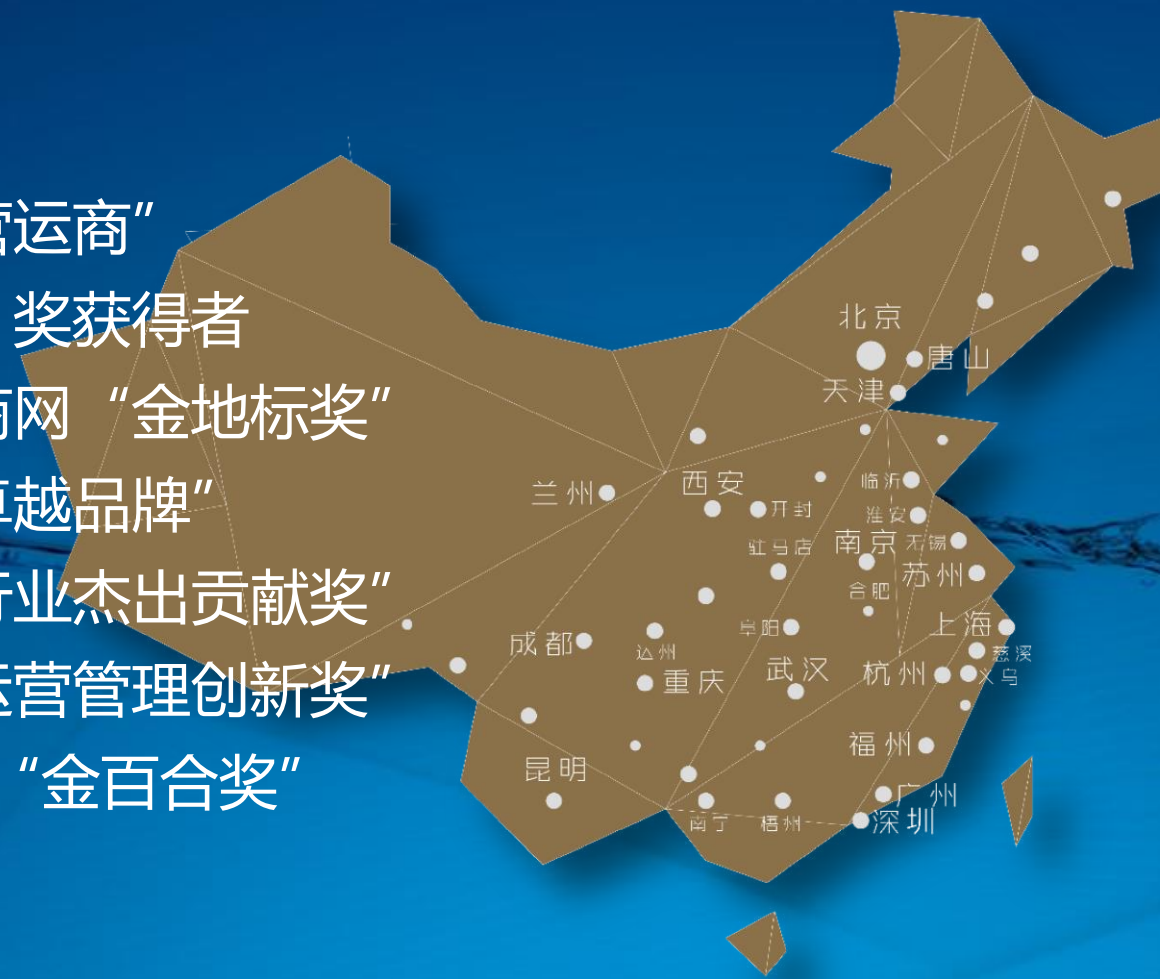 营运商”
奖获得者
商网“金地标奖”
卓越品牌”
行业杰出贡献奖”
运营管理创新奖”
“金百合奖”
北京
唐山
天津
兰州
西安
开封
临沂
淮安
驻马店
南京
无锡
合肥
苏州
成都
达州
重庆
阜阳
武汉
上海
慈溪
杭州
义乌
福州
昆明
南宁
梧州
广州
深圳